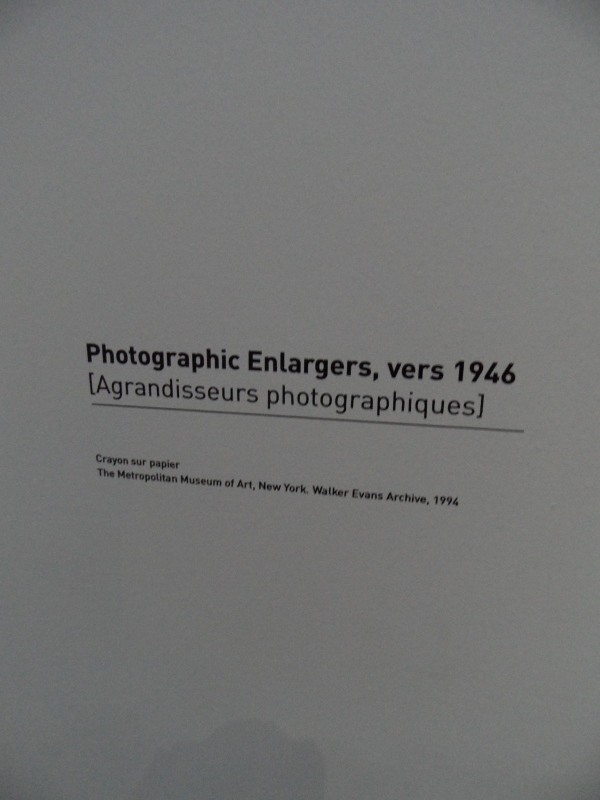 Photographic Enlargers, vers 1946
[Agrandisseurs photographiques]
Crayon sur papier
The Metropolitan Museum of Art, New York. Walker Evans Archive, 1994